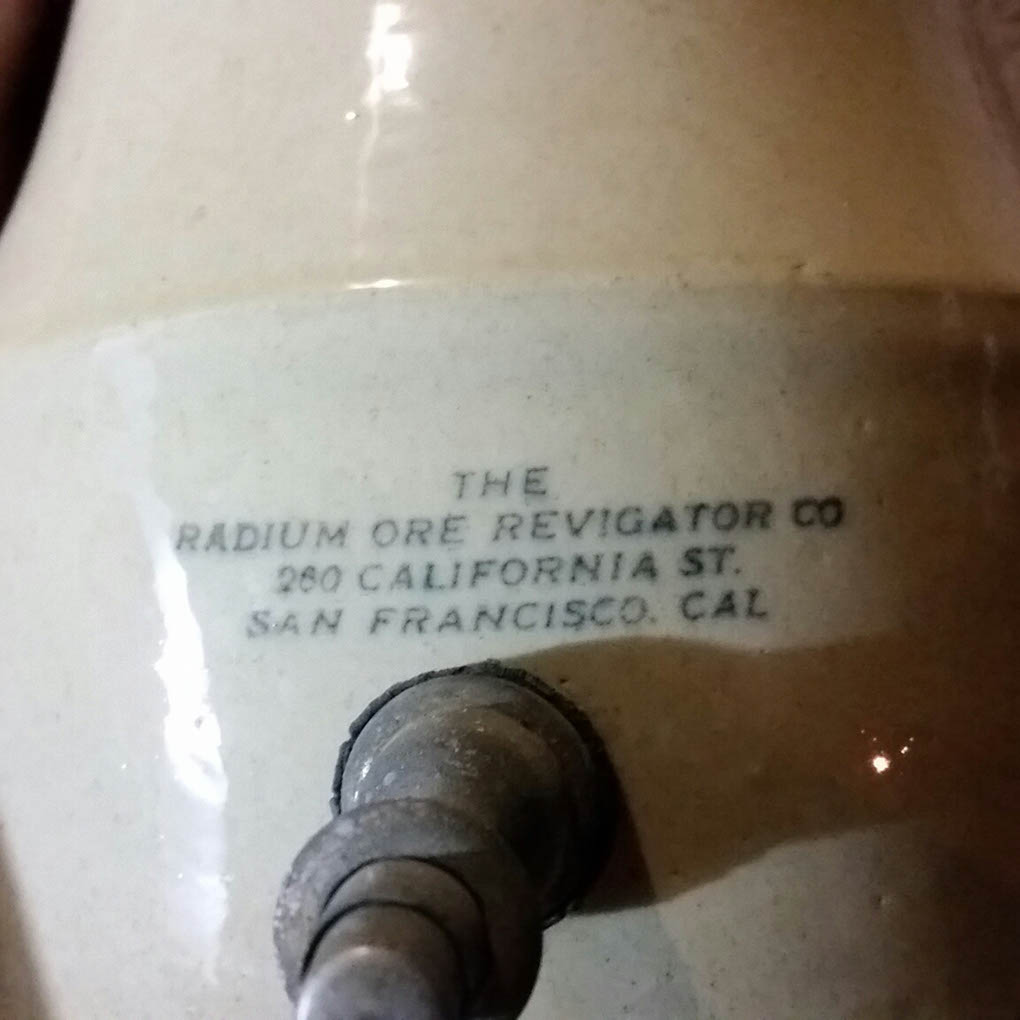 THE
RADIUM ORE REVIGATOR CO
260 CALIFORNIA ST.
SAN FRANCISCO. CAL